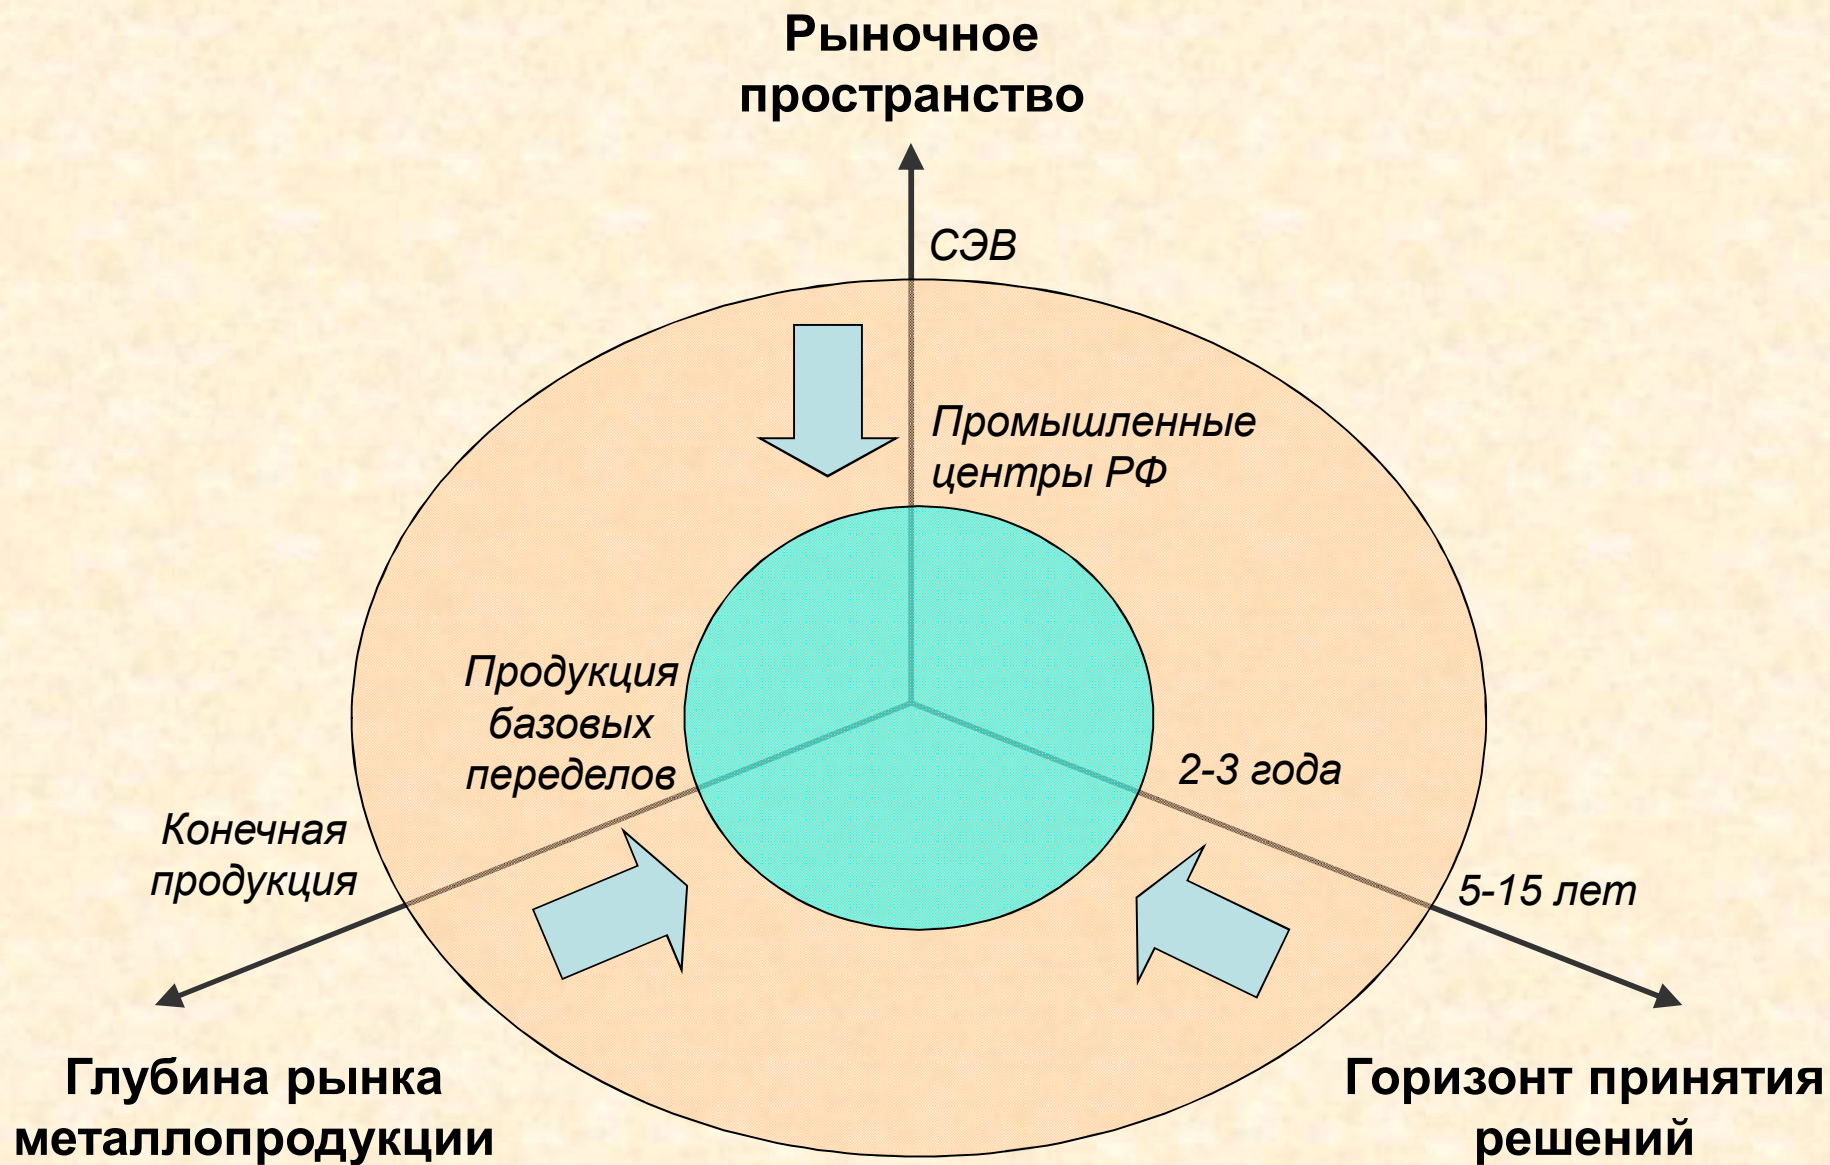 Рыночное
пространство
СЭВ
Промышленные
центры РФ
Продукция
базовых
переделов
2-3 года
Конечная
продукция
5-15 лет
Глубина рынка
металлопродукции
Горизонт принятия
решений